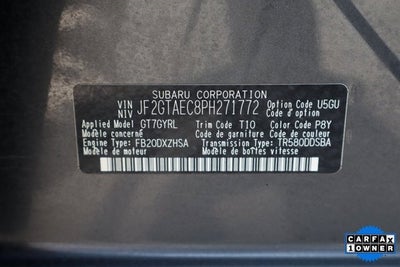 SUBARU CORPORATION
VIN NIV JF2GTAEC8PH271772 Option Code U5GU
Code d'option
Applied Model GT7GYRL Trim Code T10 Color Code P8Y
Modèle concerné Code de garniture Code de couleur
Engine Type: FB20DXZHSA Transmission Type: TR580DDSBA
Modèle de moteur Modèle de boîtes vitesse
CARFAX
1 OWNER